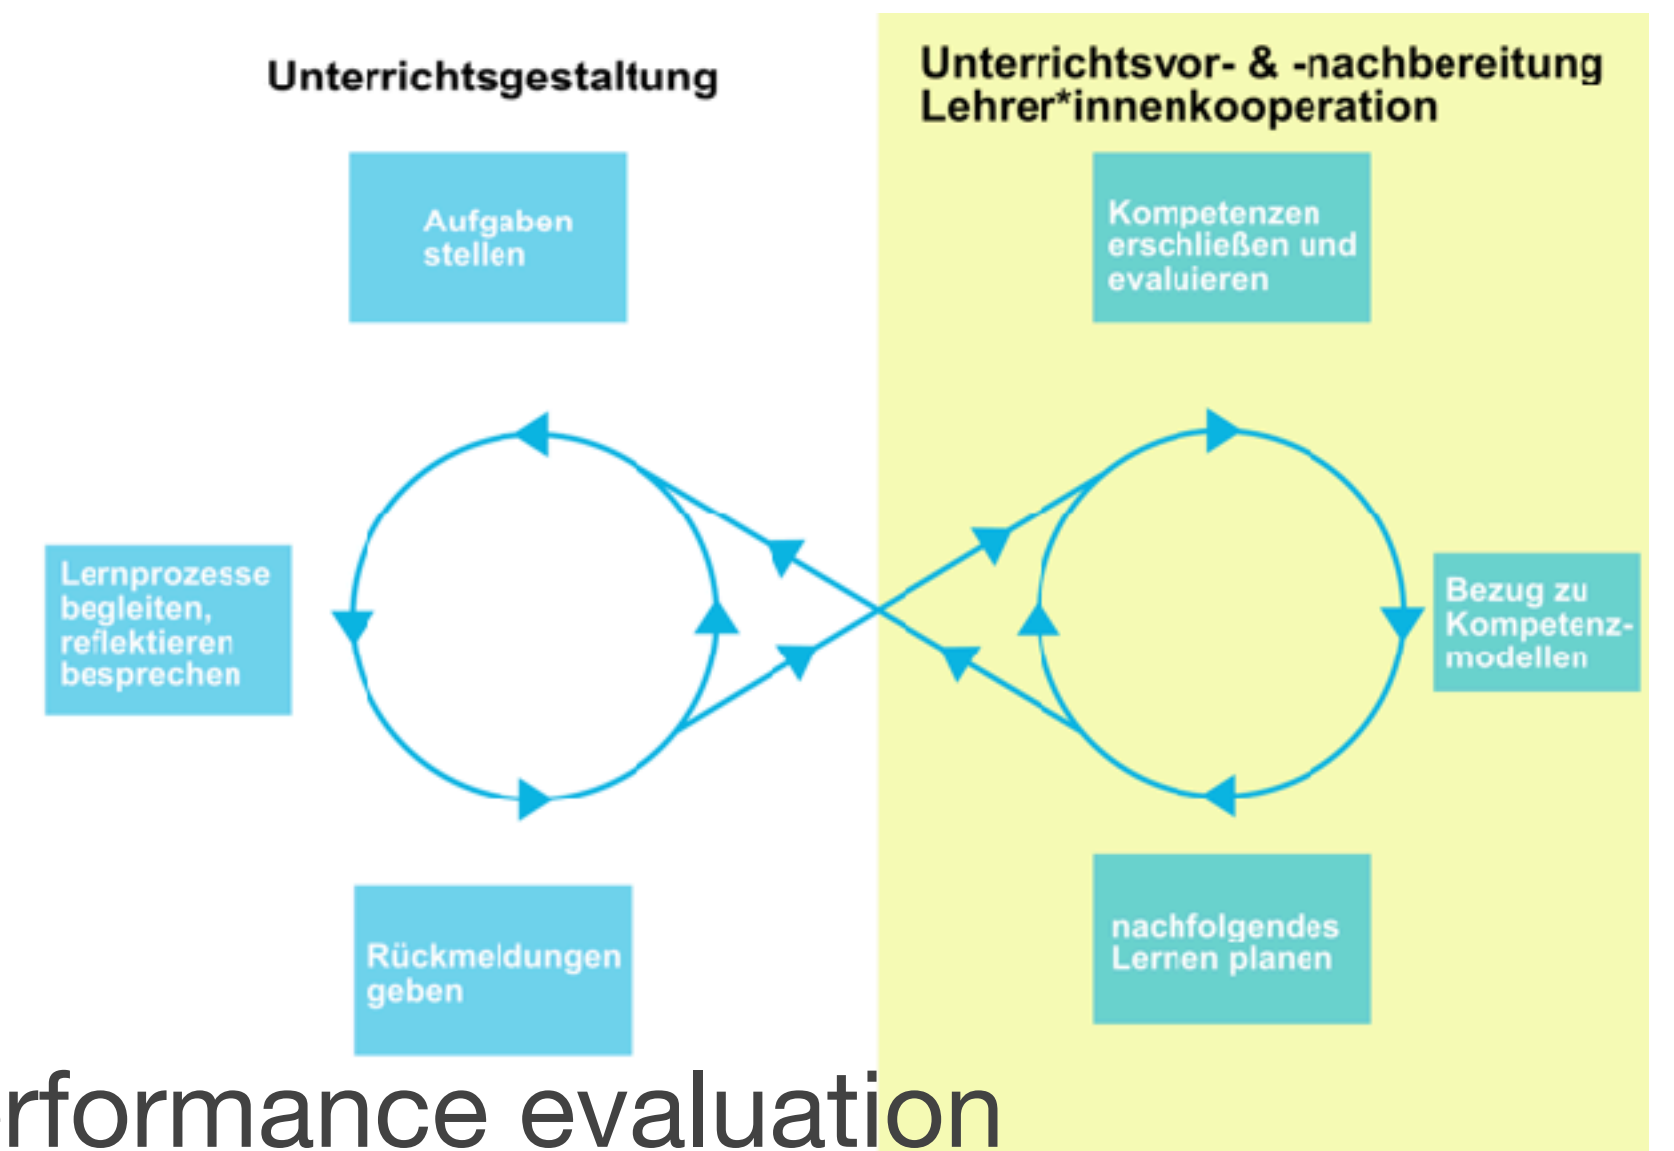 Unterrichtsgestaltung
Aufgaben
stellen
Lernprozesse
begleiten,
reflektieren
besprechen
Rückmeldungen
geben
Unterrichtsvor- & -nachbereitung
Lehrer*innenkooperation
Kompetenzen
erschließen und
evaluieren
Bezug zu
Kompetenz-
modellen
nachfolgendes
Lernen planen
rformance evaluation